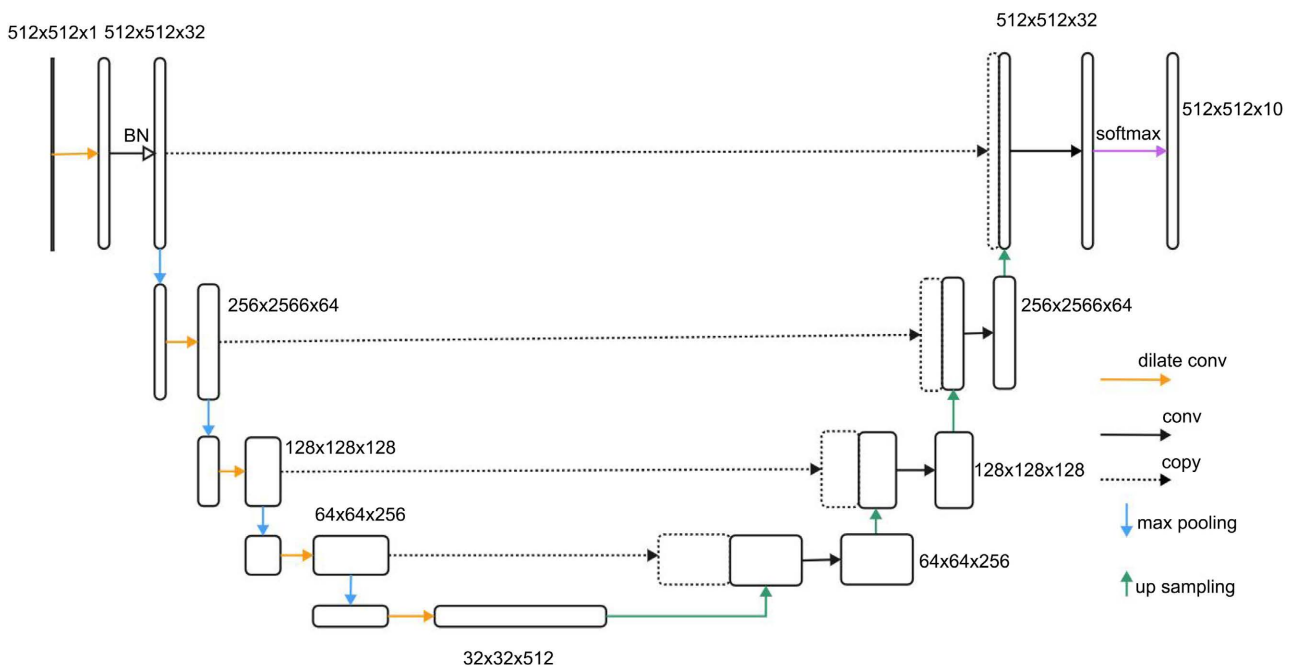 512x512x1 512x512x32
512x512x32
BN
softmax
512x512x10
256x2566x64
256x2566x64
128x128x128
128x128x128
64x64x256
64x64x256
32x32x512
dilate conv
conv
copy
max pooling
up sampling